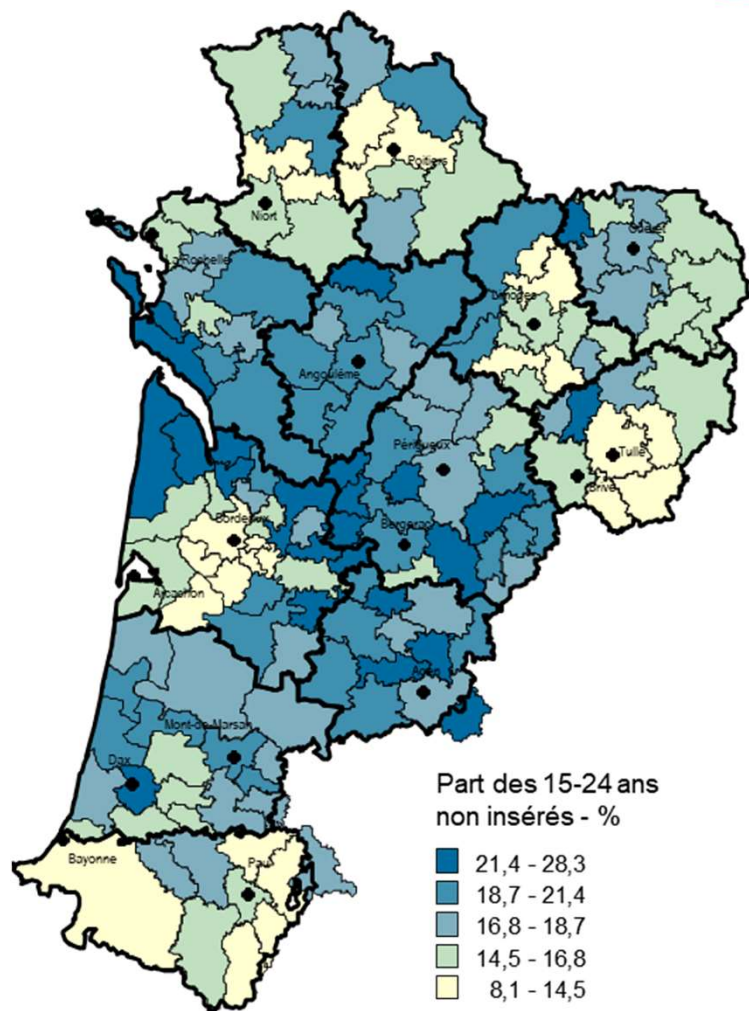 Poitiers
Niort
Guéret
La Rochelle
Limoges
Angoulême
Périgueux
Tulle
Brive
Bordeaux
Bergerac
Arcachon
Agen
Mont-de-Marsan
Dax
Part des 15-24 ans
non insérés - %
Bayonne
Pau
21,4 - 28,3
18,7 - 21,4
16,8 - 18,7
14,5 - 16,8
8,1 - 14,5